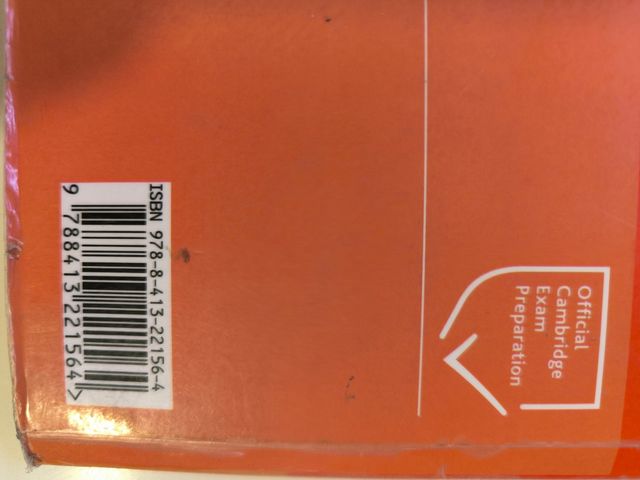 Official
Cambridge
Exam
Preparation
ISBN 978-8-413-22156-4
9 788413 221564 >